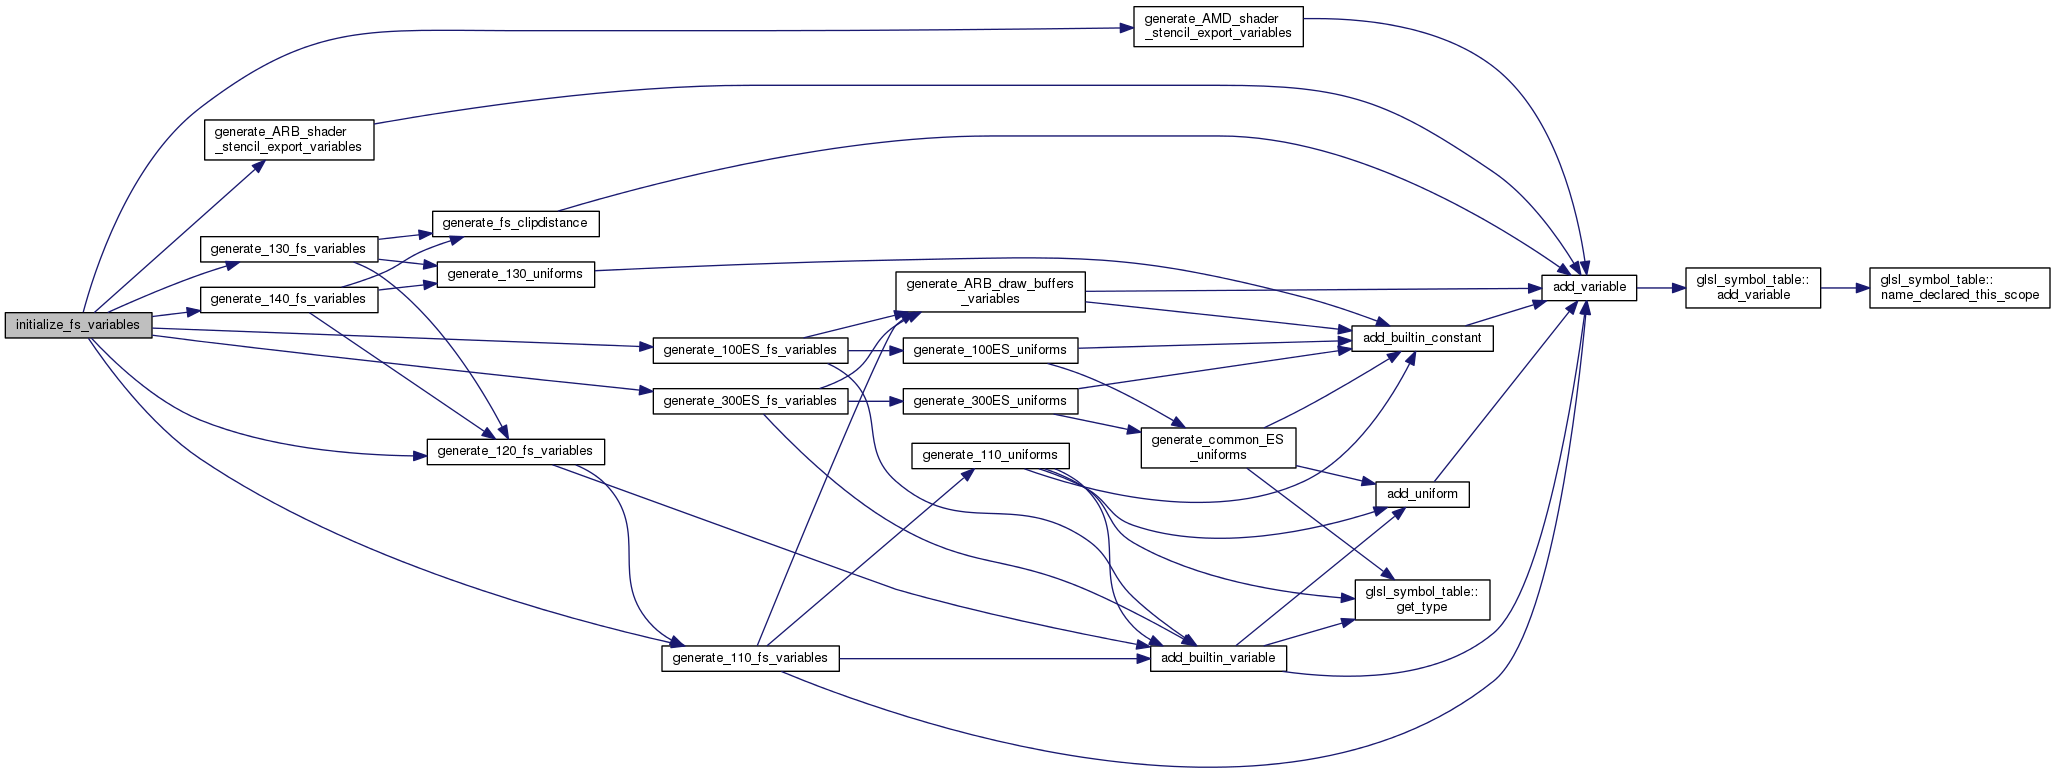 generate_AMD_shader
_stencil_export_variables
generate_ARB_shader
_stencil_export_variables
generate_fs_clipdistance
generate_130_fs_variables
generate_130_uniforms
generate_140_fs_variables
initialize_fs_variables
generate_ARB_draw_buffers
_variables
add_variable
glsl_symbol_table::
add_variable
glsl_symbol_table::
name_declared_this_scope
generate_100ES_fs_variables
generate_100ES_uniforms
add_builtin_constant
generate_300ES_fs_variables
generate_300ES_uniforms
generate_120_fs_variables
generate_110_uniforms
generate_common_ES
_uniforms
add_uniform
glsl_symbol_table::
get_type
generate_110_fs_variables
add_builtin_variable